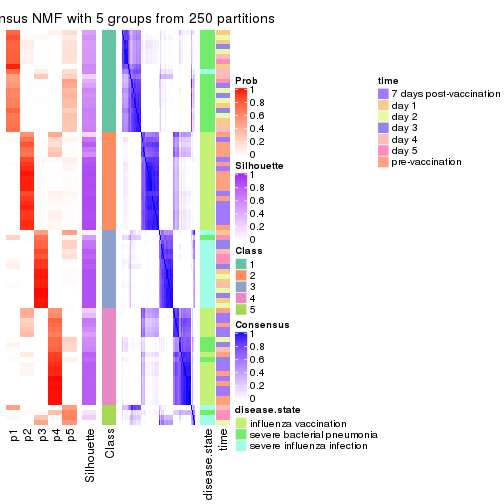 nsus NMF with 5 groups from 250 partitions
Prob
1
0.8
0.6
0.4
0.2
0
Silhouette
1
0.8
0.6
0.4
0.2
0
Class
1
2
3
4
5
Consensus
1
0.8
0.6
0.4
0.2
0
disease.state
influenza vaccination
severe bacterial pneumonia
severe influenza infection
time
7 days post-vaccination
day 1
day 2
day 3
day 4
day 5
pre-vaccination
p1
p2
p3
p4
p5
Silhouette
Class
disease.state
time